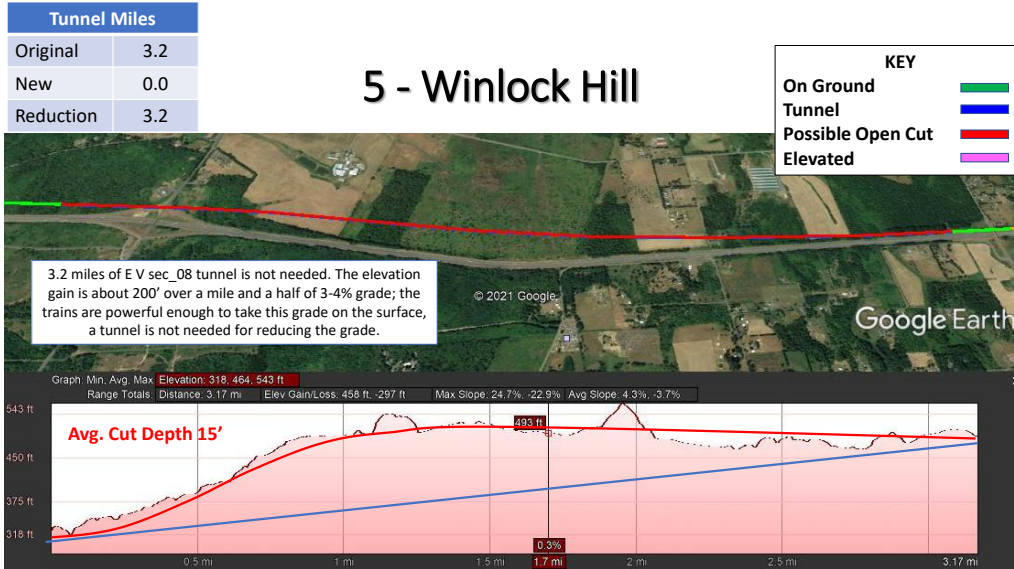 Tunnel Miles
Original 3.2
New 0.0
Reduction 3.2
5 - Winlock Hill
KEY
On Ground
Tunnel
Possible Open Cut
Elevated
3.2 miles of E V sec_08 tunnel is not needed. The elevation
gain is about 200’ over a mile and a half of 3-4% grade; the
trains are powerful enough to take this grade on the surface,
a tunnel is not needed for reducing the grade.
© 2021 Google
Google Earth
Graph: Min, Avg, Max Elevation: 318, 464, 543 ft
Range Totals: Distance: 3.17 mi Elev Gain/Loss: 458 ft, -297 ft Max Slope: 24.7%, -22.9% Avg Slope: 4.3%, -3.7%
543 ft
Avg. Cut Depth 15’
493 ft
450 ft
375 ft
318 ft
0.3%
0.5 mi 1 mi 1.5 mi 1.7 mi 2 mi 2.5 mi 3.17 mi